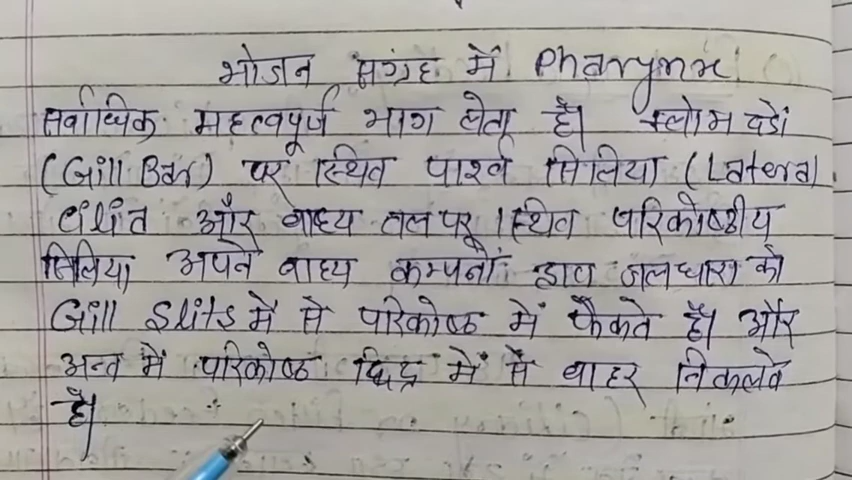 भोजन संग्रह में Pharynx
सर्वाधिक महत्वपूर्ण भाग लेता है। क्लोम दंडों
(Gill Bar) पर स्थित पार्श्व सिलिया (Lateral
cilia और बाह्य तल पर स्थित परिकोष्ठीय
सिलिया अपने बाह्य कम्पनों द्वारा जलधारा को
Gill Slits में से परिकोष्ठ में फैकते है। और
अन्त में परिकोष्ठ छिद्र में से बाहर निकलते
है।